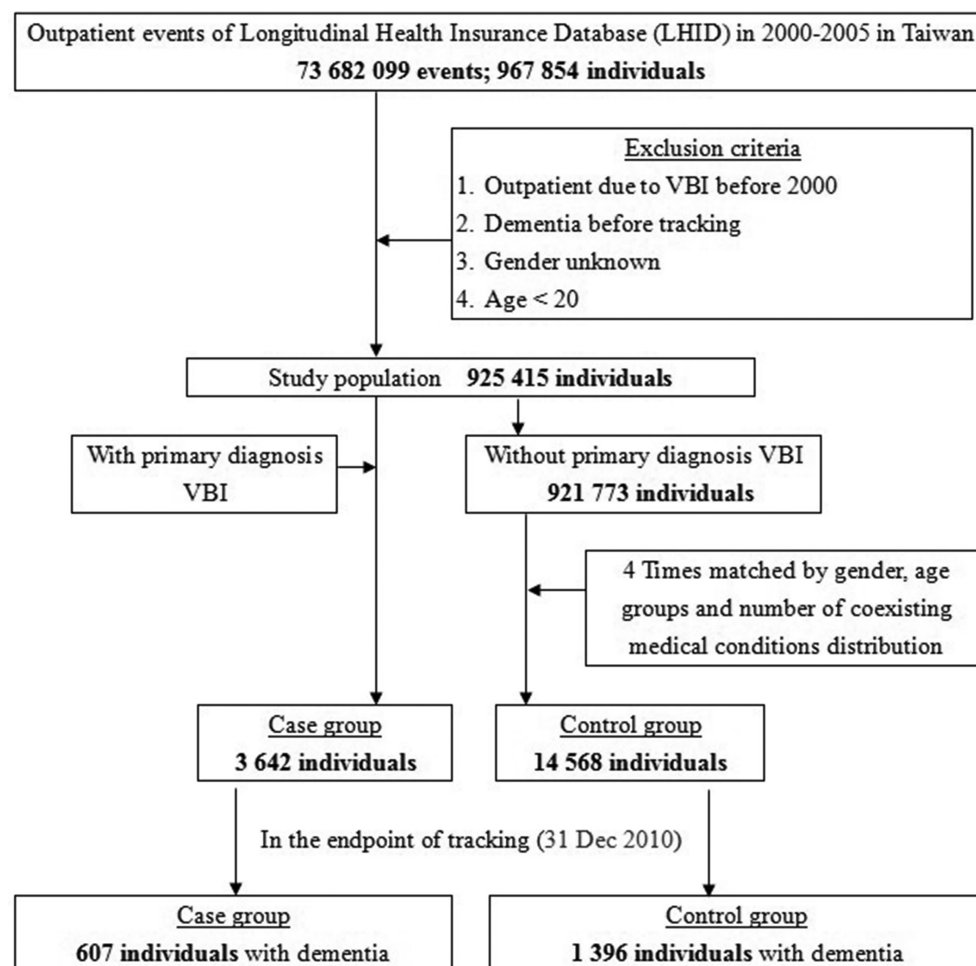 Outpatient events of Longitudinal Health Insurance Database (LHID) in 2000-2005 in Taiwan
73 682 099 events; 967 854 individuals
Exclusion criteria
1. Outpatient due to VBI before 2000
2. Dementia before tracking
3. Gender unknown
4. Age < 20
Study population 925 415 individuals
With primary diagnosis
VBI
Without primary diagnosis VBI
921 773 individuals
4 Times matched by gender, age
groups and number of coexisting
medical conditions distribution
Case group
3 642 individuals
Control group
14 568 individuals
In the endpoint of tracking (31 Dec 2010)
Case group
607 individuals with dementia
Control group
1 396 individuals with dementia